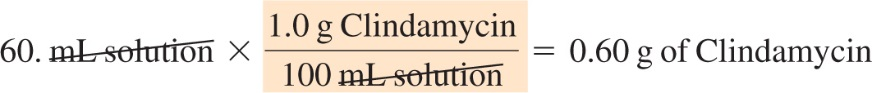 60. mL solution × 1.0 g Clindamycin / 100 mL solution = 0.60 g of Clindamycin